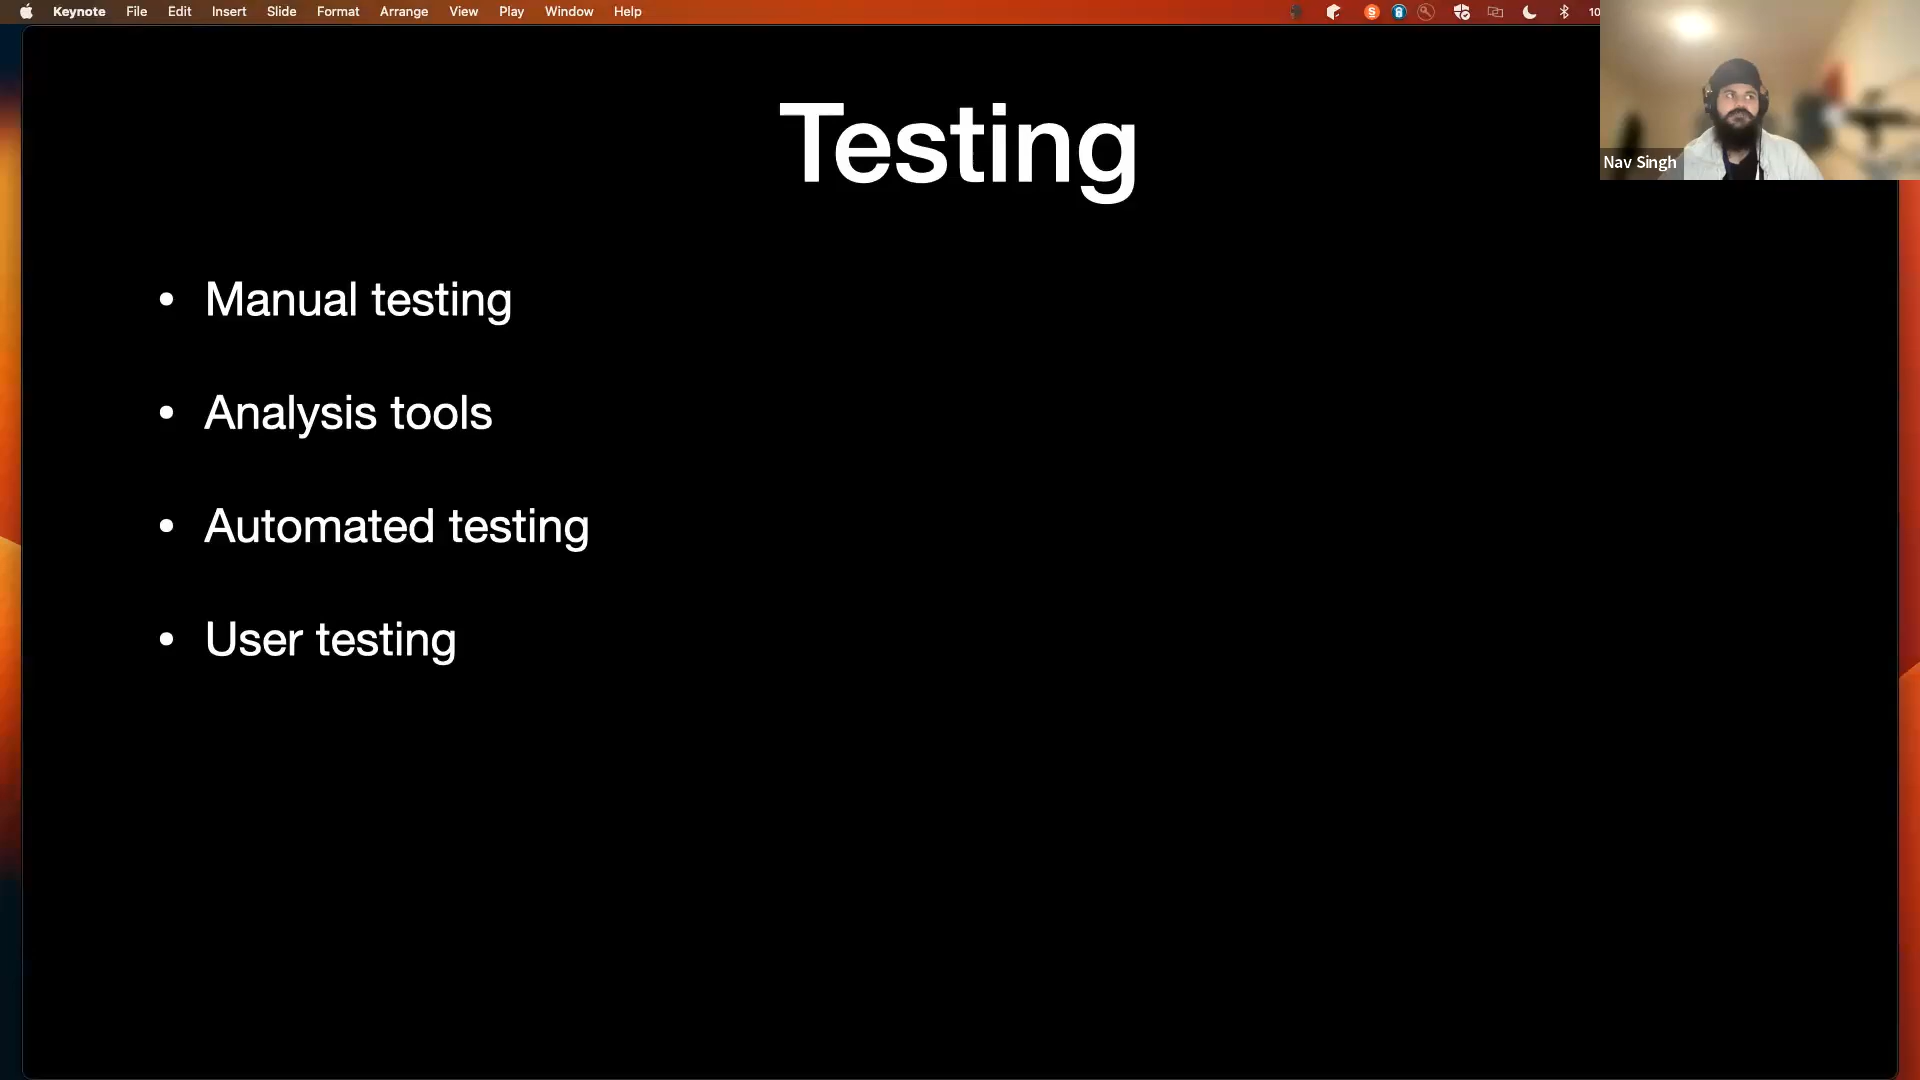 Keynote File Edit Insert Slide Format Arrange View Play Window Help 10
Nav Singh
Testing
• Manual testing
• Analysis tools
• Automated testing
• User testing